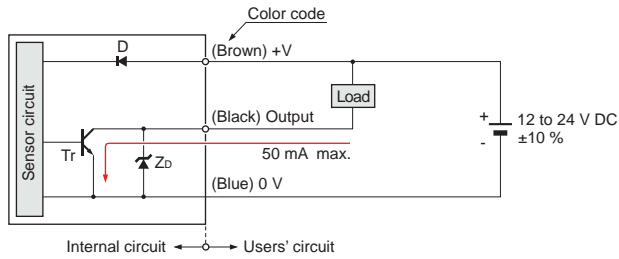 Color code
D
(Brown) +V
Load
Sensor circuit
(Black) Output
+
12 to 24 V DC
-
±10 %
Tr
ZD
50 mA max.
(Blue) 0 V
Internal circuit
Users' circuit